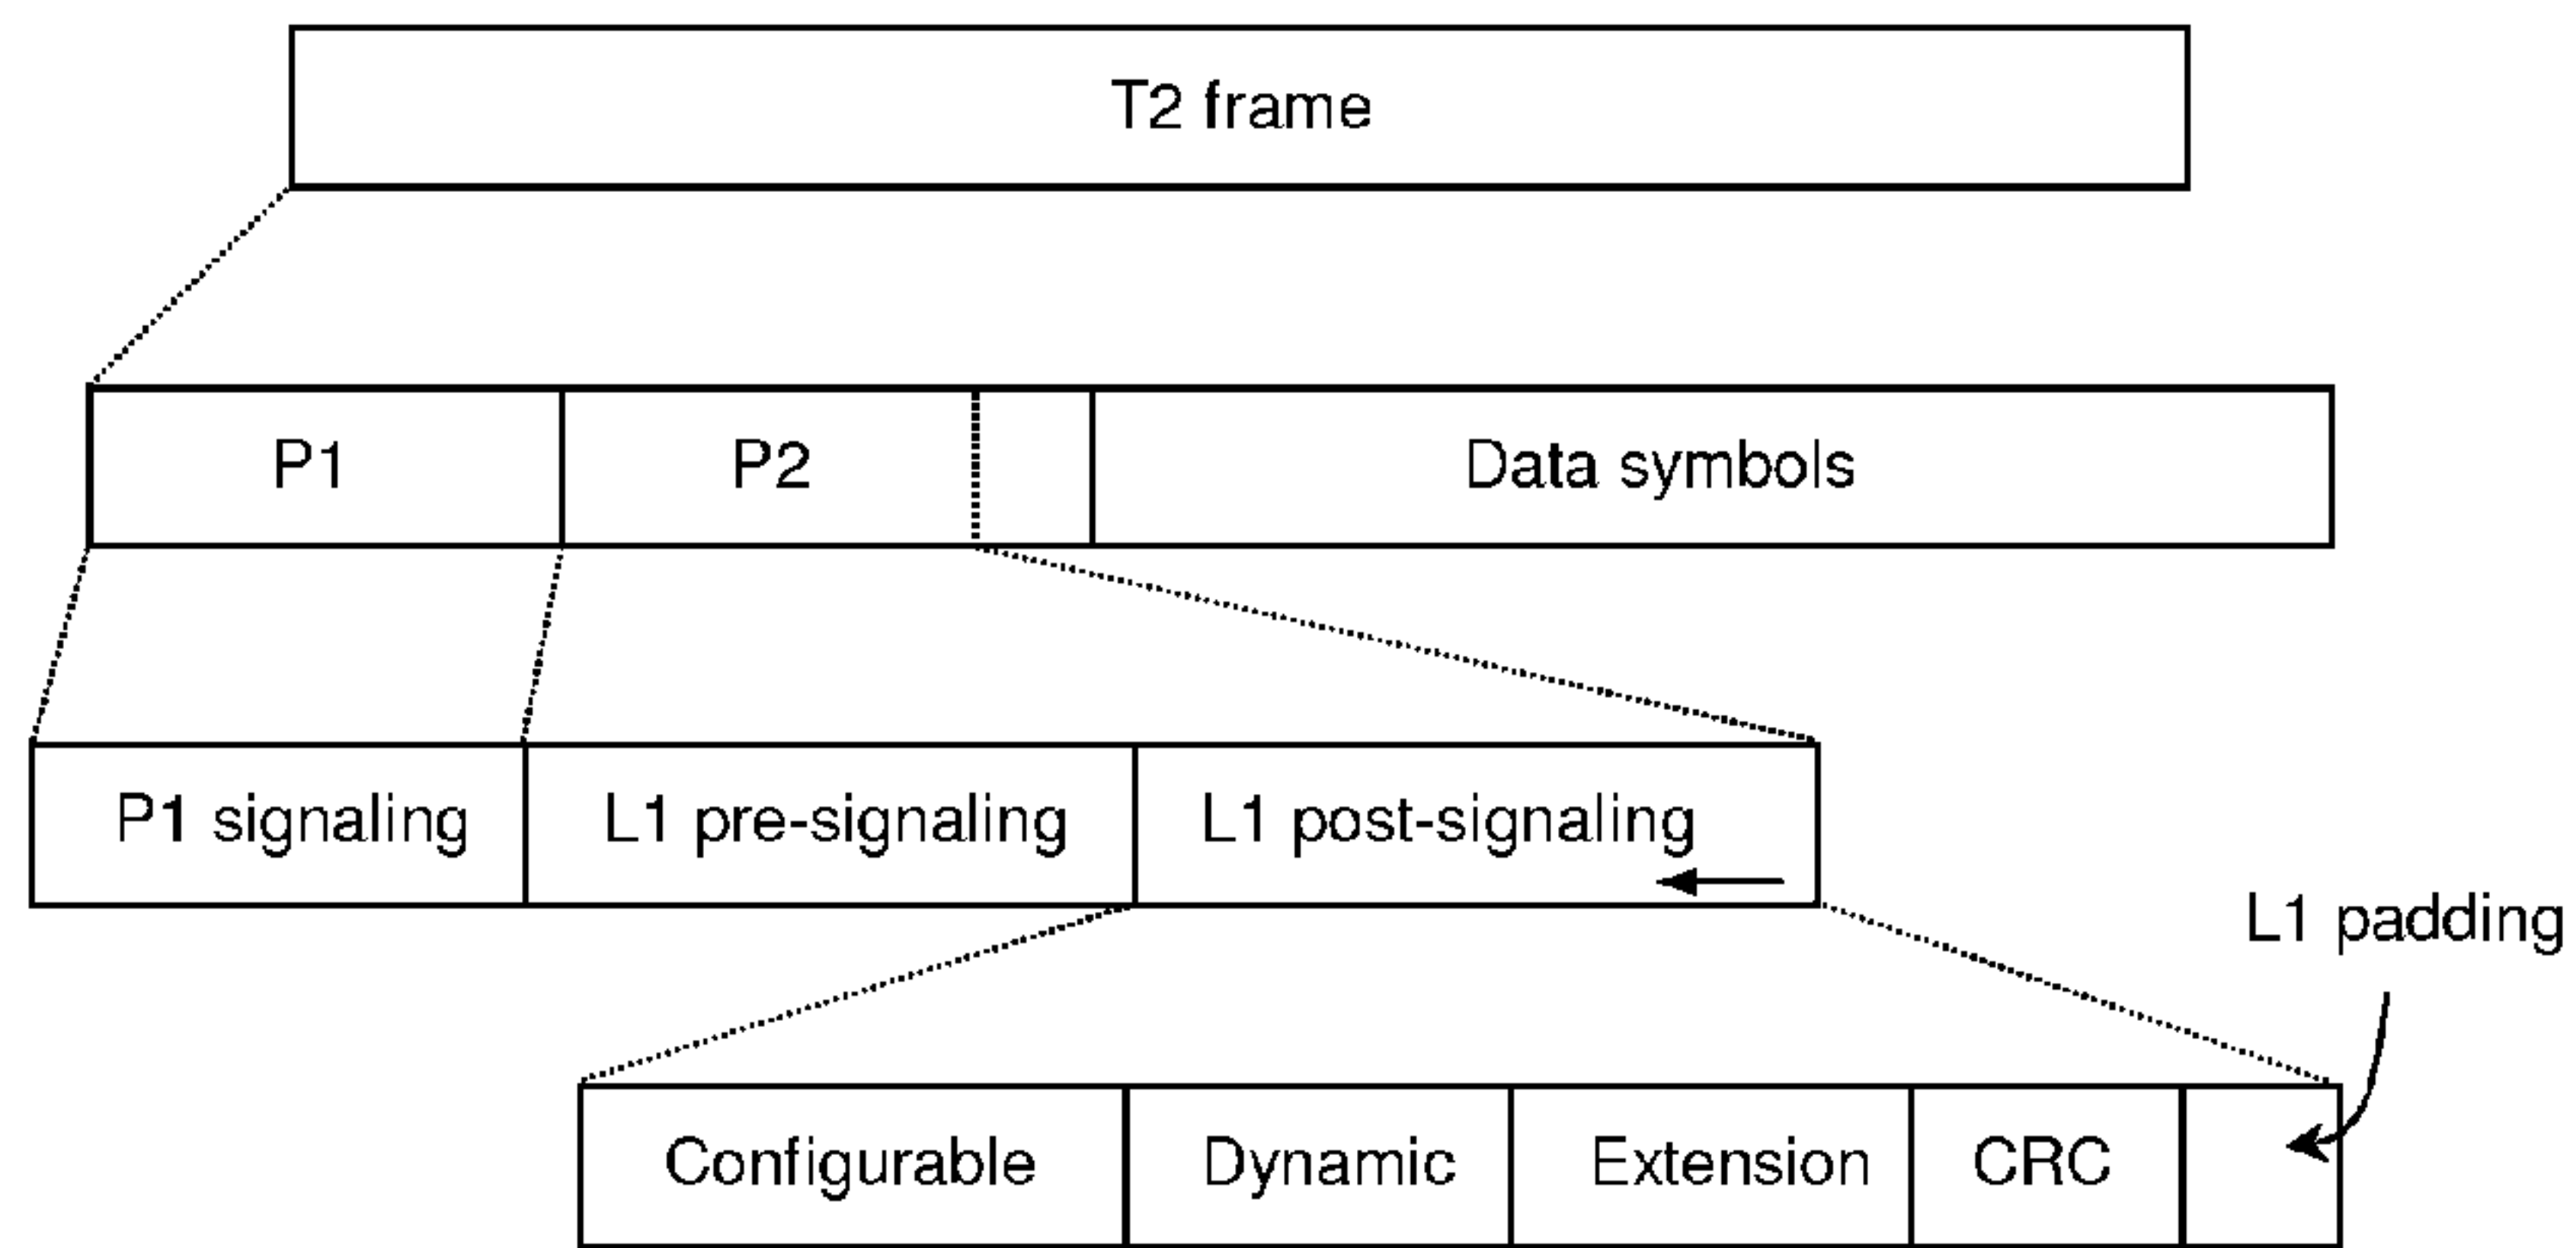 T2 frame
P1
P2
Data symbols
P1 signaling
L1 pre-signaling
L1 post-signaling
L1 padding
Configurable
Dynamic
Extension
CRC